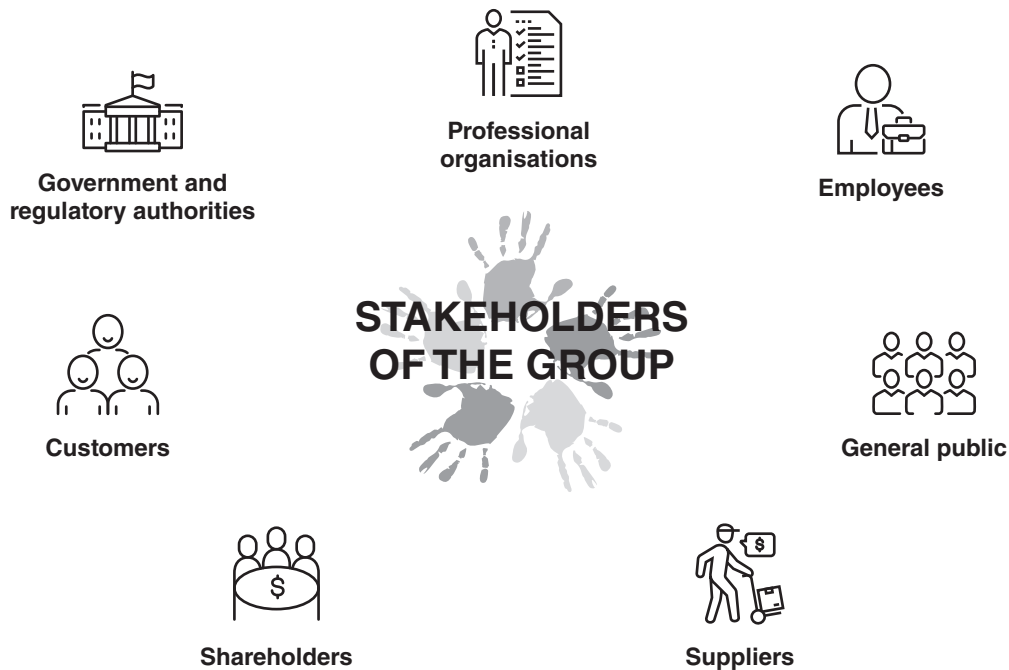 Professional
organisations
Government and
regulatory authorities
Employees
STAKEHOLDERS
OF THE GROUP
Customers
General public
$
$
Shareholders
Suppliers